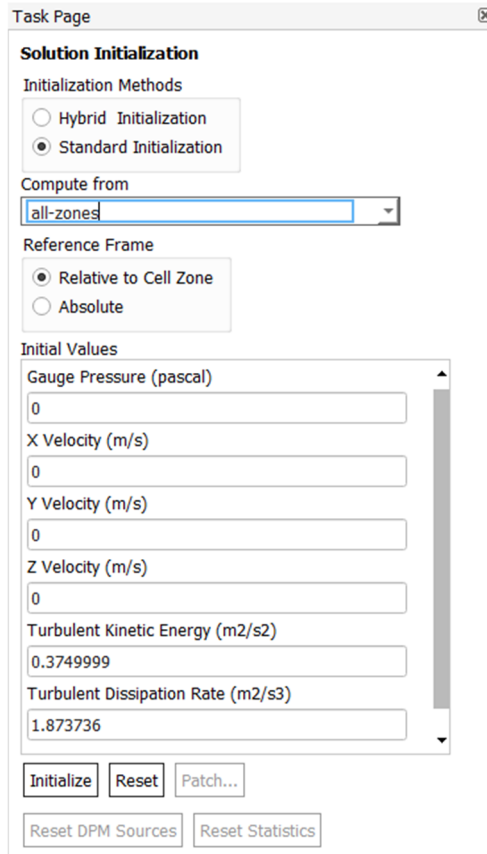 Task Page
Solution Initialization
Initialization Methods
Hybrid Initialization
Standard Initialization
Compute from
all-zones
Reference Frame
Relative to Cell Zone
Absolute
Initial Values
Gauge Pressure (pascal)
0
X Velocity (m/s)
0
Y Velocity (m/s)
0
Z Velocity (m/s)
0
Turbulent Kinetic Energy (m2/s2)
0.3749999
Turbulent Dissipation Rate (m2/s3)
1.873736
Initialize Reset Patch...
Reset DPM Sources Reset Statistics